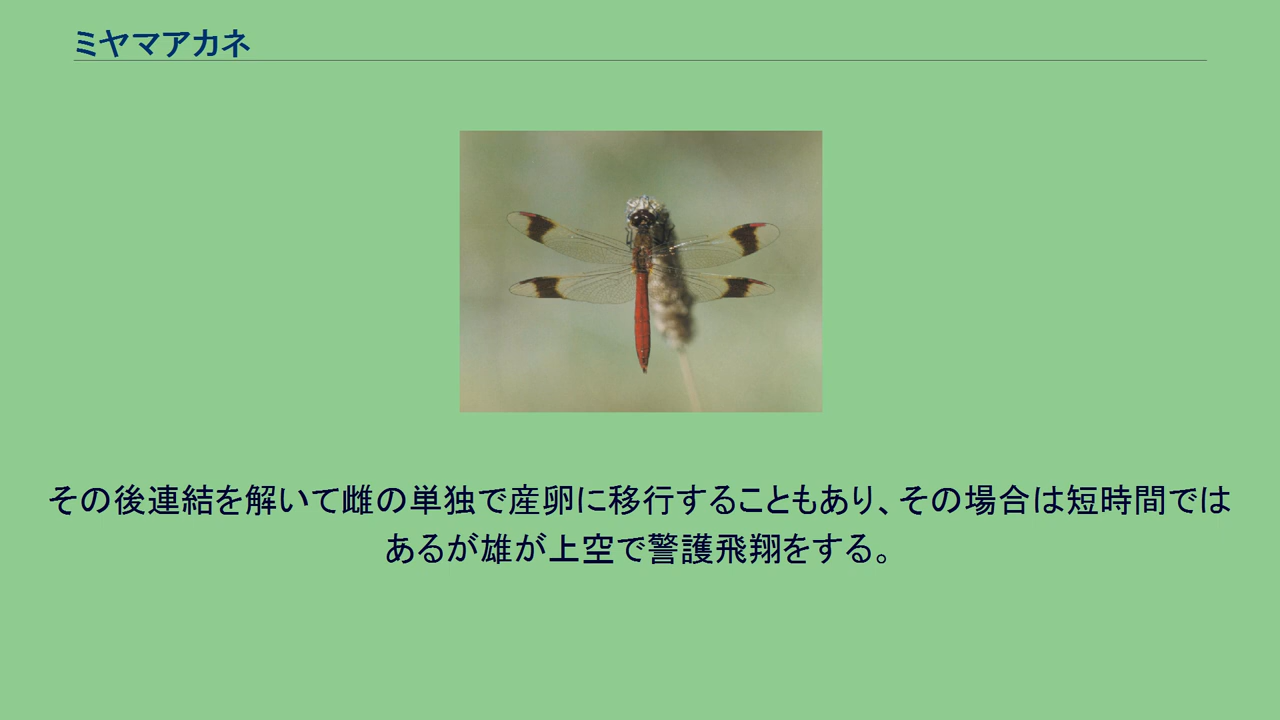 ミヤマアカネ
その後連結を解いて雌の単独で産卵に移行することもあり、その場合は短時間では
あるが雄が上空で警護飛翔をする。